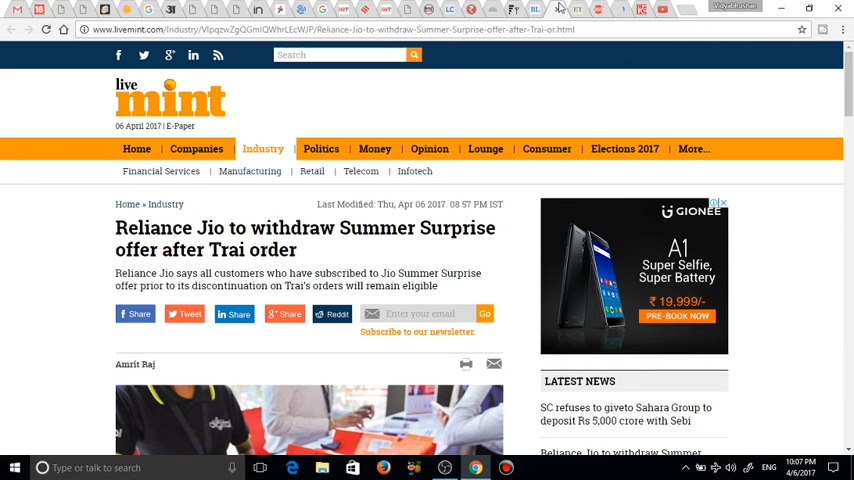 Vidyabhushan
www.livemint.com/Industry/VIpqzwZgQGmIQWhrLEcWJP/Reliance-Jio-to-withdraw-Summer-Surprise-offer-after-Trai-or.html
Search
live
mint
06 April 2017 | E-Paper
Home | Companies | Industry | Politics | Money | Opinion | Lounge | Consumer | Elections 2017 | More...
Financial Services | Manufacturing | Retail | Telecom | Infotech
Home » Industry
Last Modified: Thu, Apr 06 2017. 08 57 PM IST
Reliance Jio to withdraw Summer Surprise
offer after Trai order
Reliance Jio says all customers who have subscribed to Jio Summer Surprise
offer prior to its discontinuation on Trai's orders will remain eligible
Share
Tweet
Share
Share
Reddit
Enter your email
Go
Subscribe to our newsletter.
Amrit Raj
GIONEE
A1
Super Selfie,
Super Battery
₹ 19,999/-
PRE-BOOK NOW
LATEST NEWS
SC refuses to giveto Sahara Group to
deposit Rs 5,000 crore with Sebi
Reliance Jio to withdraw Summer
Type or talk to search
ENG
10:07 PM
4/6/2017